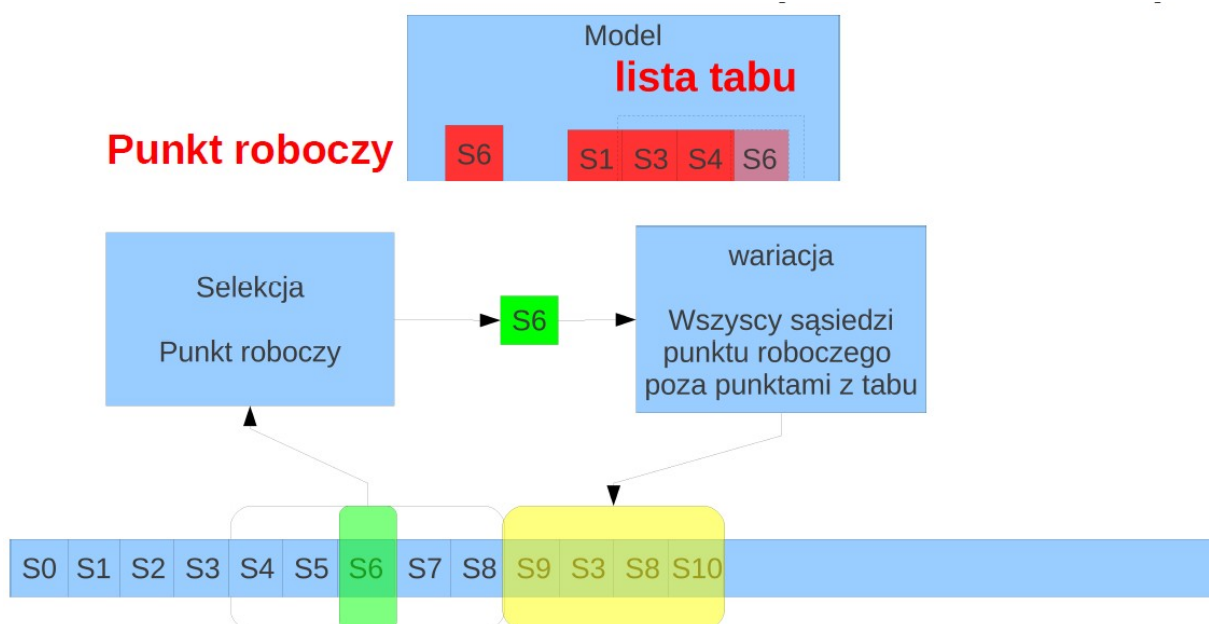 Model
lista tabu
Punkt roboczy
S6
S1 S3 S4 S6
Selekcja
Punkt roboczy
S6
wariacja
Wszyscy sąsiedzi
punktu roboczego
poza punktami z tabu
S0 S1 S2 S3 S4 S5 S6 S7 S8 S9 S3 S8 S10